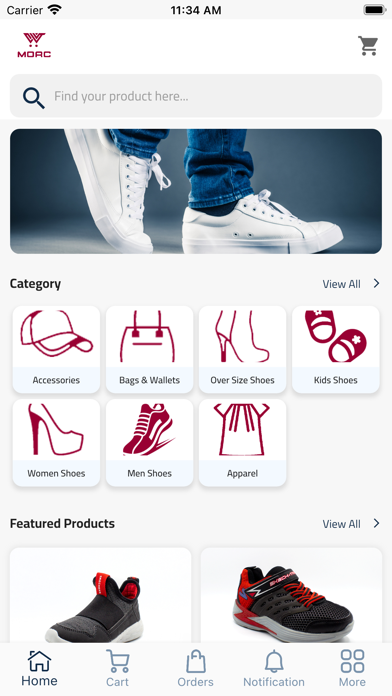 Carrier 11:34 AM
MORC
Find your product here...
Category View All
Accessories Bags & Wallets Over Size Shoes Kids Shoes
Women Shoes Men Shoes Apparel
Featured Products View All
SKECHERS
Home Cart Orders Notification More